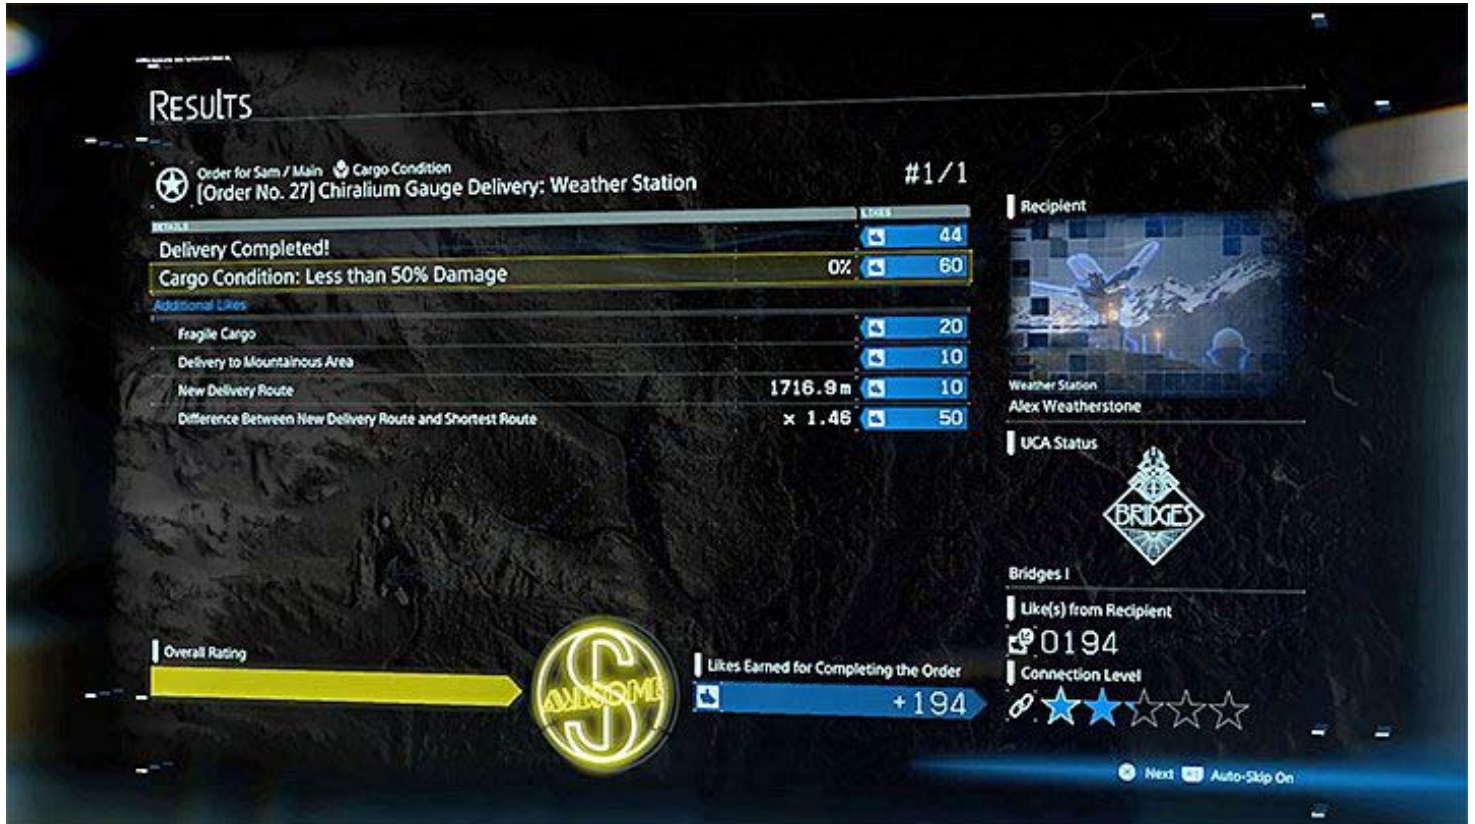 RESULTS
Order for Sam / Main Cargo Condition
[Order No. 27] Chiralium Gauge Delivery: Weather Station
#1/1
DETAILS LIKES
Delivery Completed! 44
Cargo Condition: Less than 50% Damage 0% 60
Additional Likes
Fragile Cargo 20
Delivery to Mountainous Area 10
New Delivery Route 1716.9m 10
Difference Between New Delivery Route and Shortest Route x 1.46 50
Recipient
Weather Station
Alex Weatherstone
UCA Status
BRIDGES
Bridges I
Like(s) from Recipient
0194
Connection Level
Overall Rating
S
AWESOME
Likes Earned for Completing the Order
+194
Next Auto-Skip On